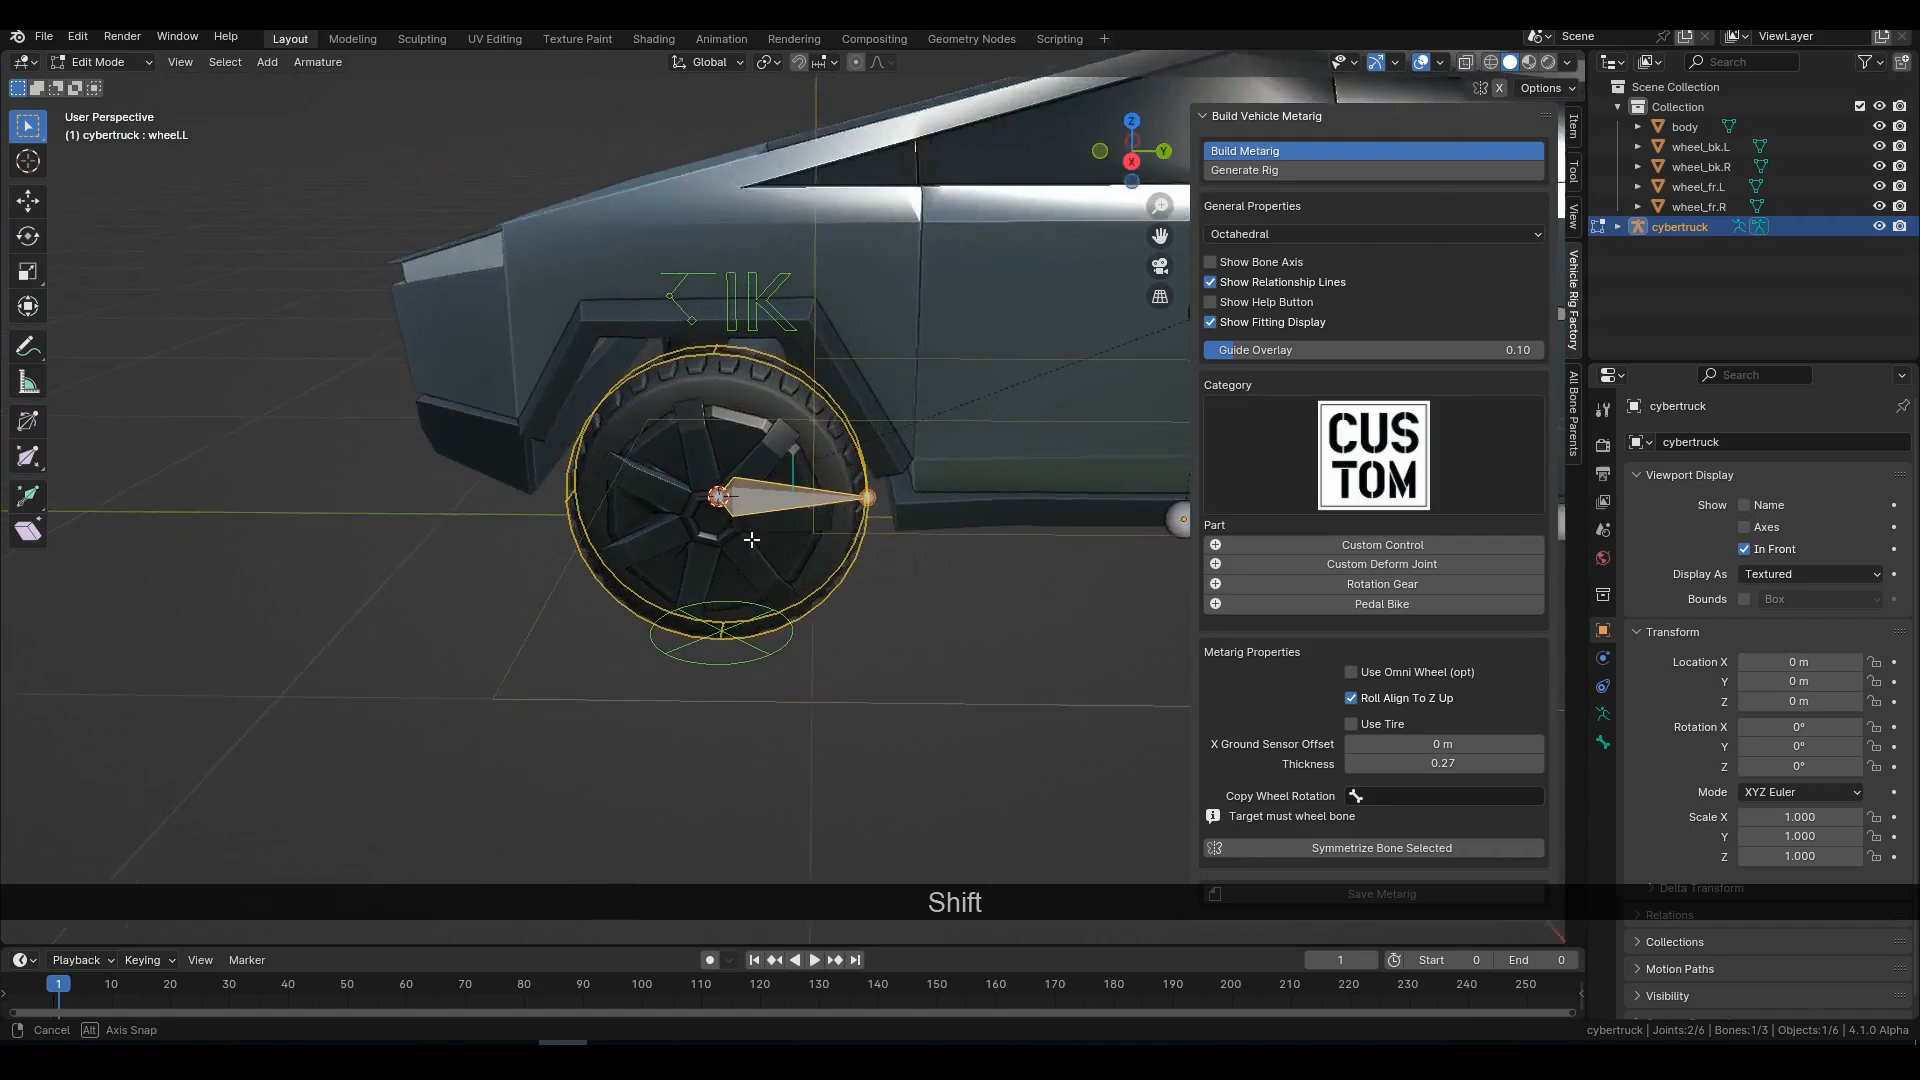 File Edit Render Window Help
Layout Modeling Sculpting UV Editing Texture Paint Shading Animation Rendering Compositing Geometry Nodes Scripting +
Scene
ViewLayer
Edit Mode View Select Add Armature
Global
Search
X Options
User Perspective
(1) cybertruck : wheel.L
Z
Y
X
IK
Build Vehicle Metarig
Build Metarig
Generate Rig
General Properties
Octahedral
Show Bone Axis
Show Relationship Lines
Show Help Button
Show Fitting Display
Guide Overlay 0.10
Category
CUS
TOM
Part
Custom Control
Custom Deform Joint
Rotation Gear
Pedal Bike
Metarig Properties
Use Omni Wheel (opt)
Roll Align To Z Up
Use Tire
X Ground Sensor Offset 0 m
Thickness 0.27
Copy Wheel Rotation
Target must wheel bone
Symmetrize Bone Selected
Save Metarig
Item
Tool
View
Vehicle Rig Factory
All Bone Parents
Scene Collection
Collection
body
wheel_bk.L
wheel_bk.R
wheel_fr.L
wheel_fr.R
cybertruck
Search
cybertruck
cybertruck
Viewport Display
Show Name
Axes
In Front
Display As Textured
Bounds Box
Transform
Location X 0 m
Y 0 m
Z 0 m
Rotation X 0°
Y 0°
Z 0°
Mode XYZ Euler
Scale X 1.000
Y 1.000
Z 1.000
Delta Transform
Relations
Collections
Motion Paths
Visibility
Shift
Playback Keying View Marker
1 Start 0 End 0
1 10 20 30 40 50 60 70 80 90 100 110 120 130 140 150 160 170 180 190 200 210 220 230 240 250
Cancel Alt Axis Snap
cybertruck | Joints:2/6 | Bones:1/3 | Objects:1/6 | 4.1.0 Alpha